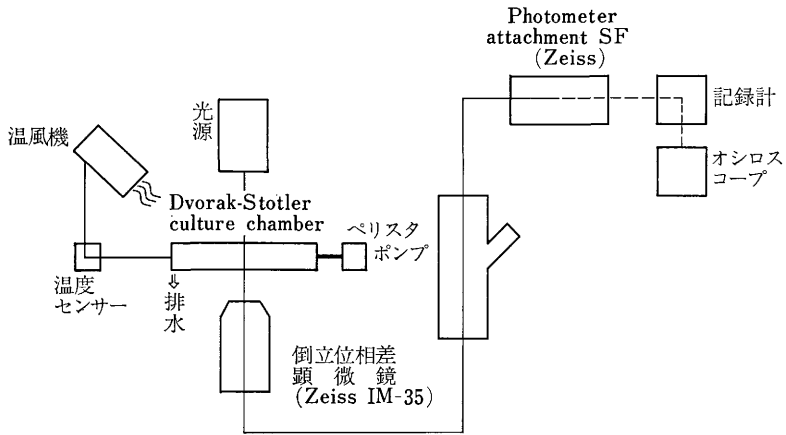 Photometer
attachment SF
(Zeiss)
光源
温風機
記録計
オシロス
コープ
Dvorak-Stotler
culture chamber
ペリスタ
ポンプ
温度
センサー
⇓
排水
倒立位相差
顕微鏡
(Zeiss IM-35)